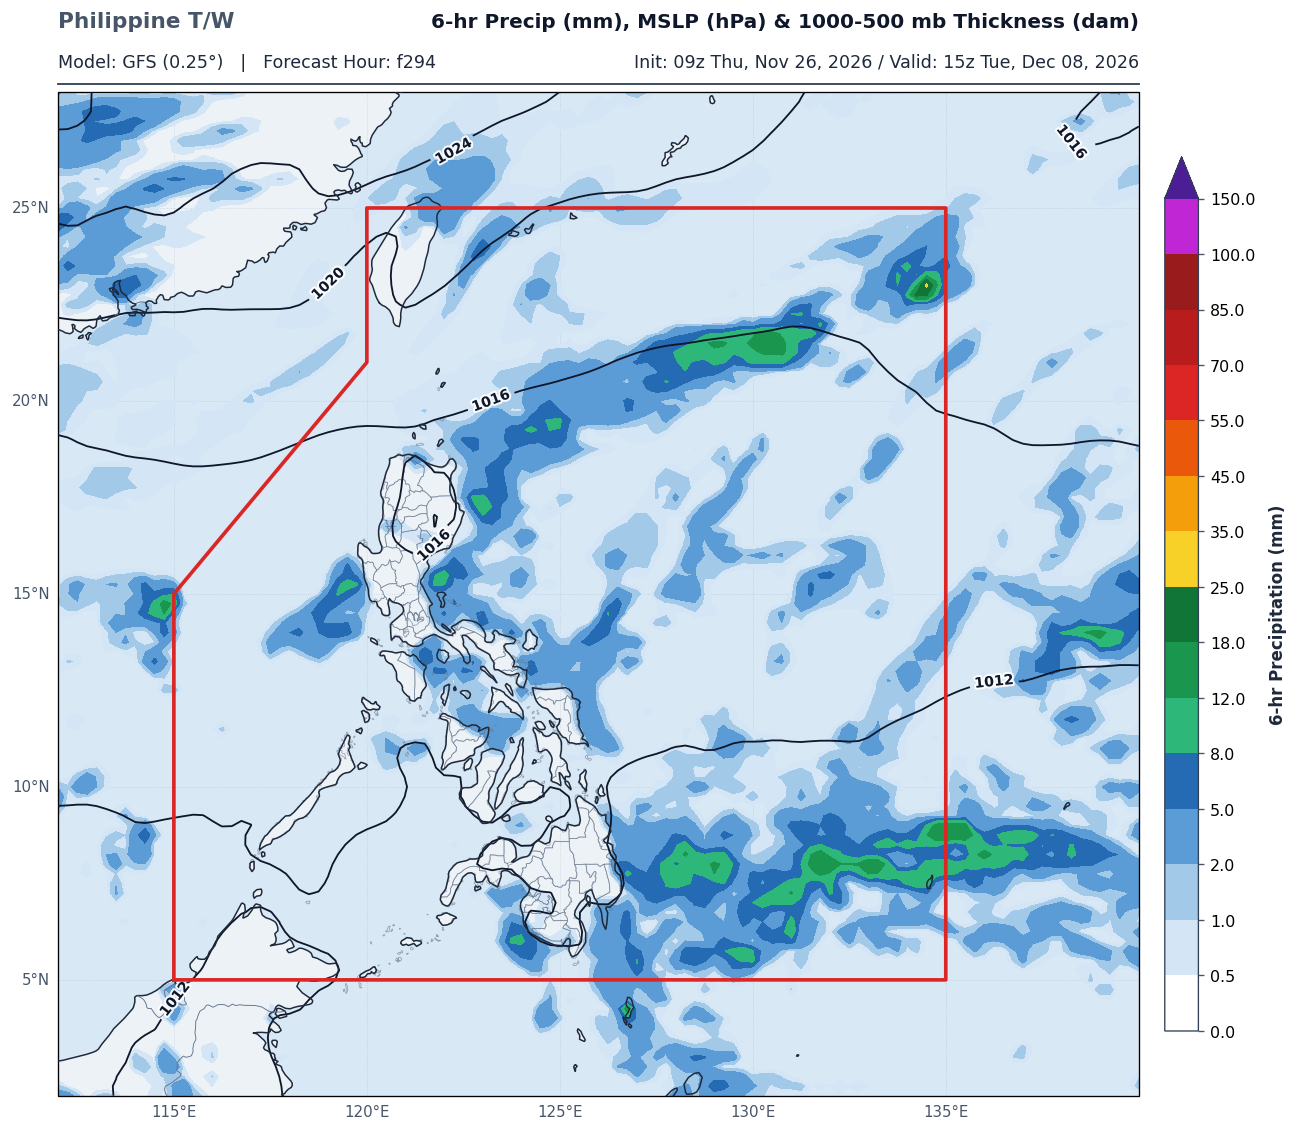 Philippine T/W
6-hr Precip (mm), MSLP (hPa) & 1000-500 mb Thickness (dam)
Model: GFS (0.25°) | Forecast Hour: f294
Init: 09z Thu, Nov 26, 2026 / Valid: 15z Tue, Dec 08, 2026
1024
1016
1020
1016
1016
1012
1012
25°N
20°N
15°N
10°N
5°N
115°E
120°E
125°E
130°E
135°E
150.0
100.0
85.0
70.0
55.0
45.0
35.0
25.0
18.0
12.0
8.0
5.0
2.0
1.0
0.5
0.0
6-hr Precipitation (mm)